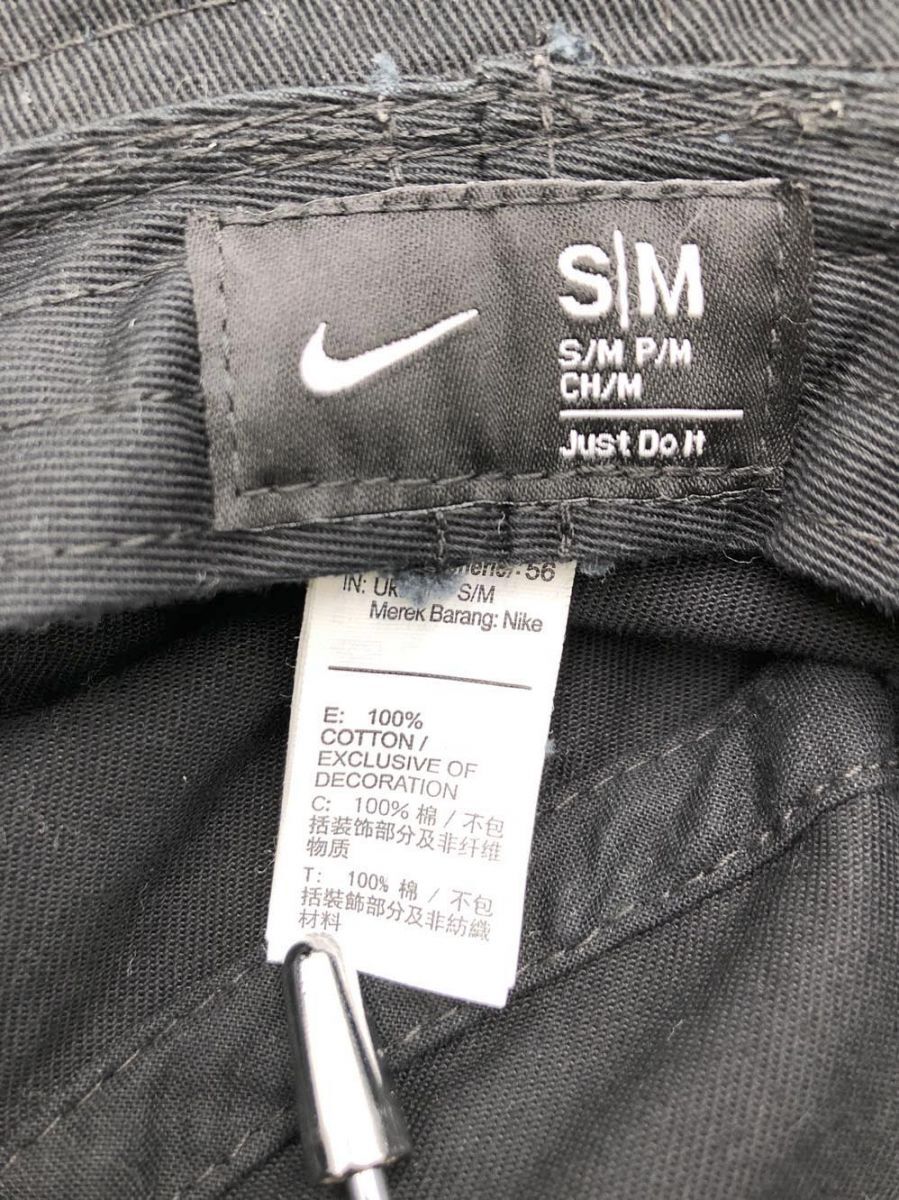 S|M
S/M P/M
CH/M
Just Do It
56
IN: S/M
Merek Barang: Nike
E: 100%
COTTON /
EXCLUSIVE OF
DECORATION
C: 100% 棉 / 不包
括装饰部分及非纤维
物质
T: 100% 棉 / 不包
括裝飾部分及非紡織
材料